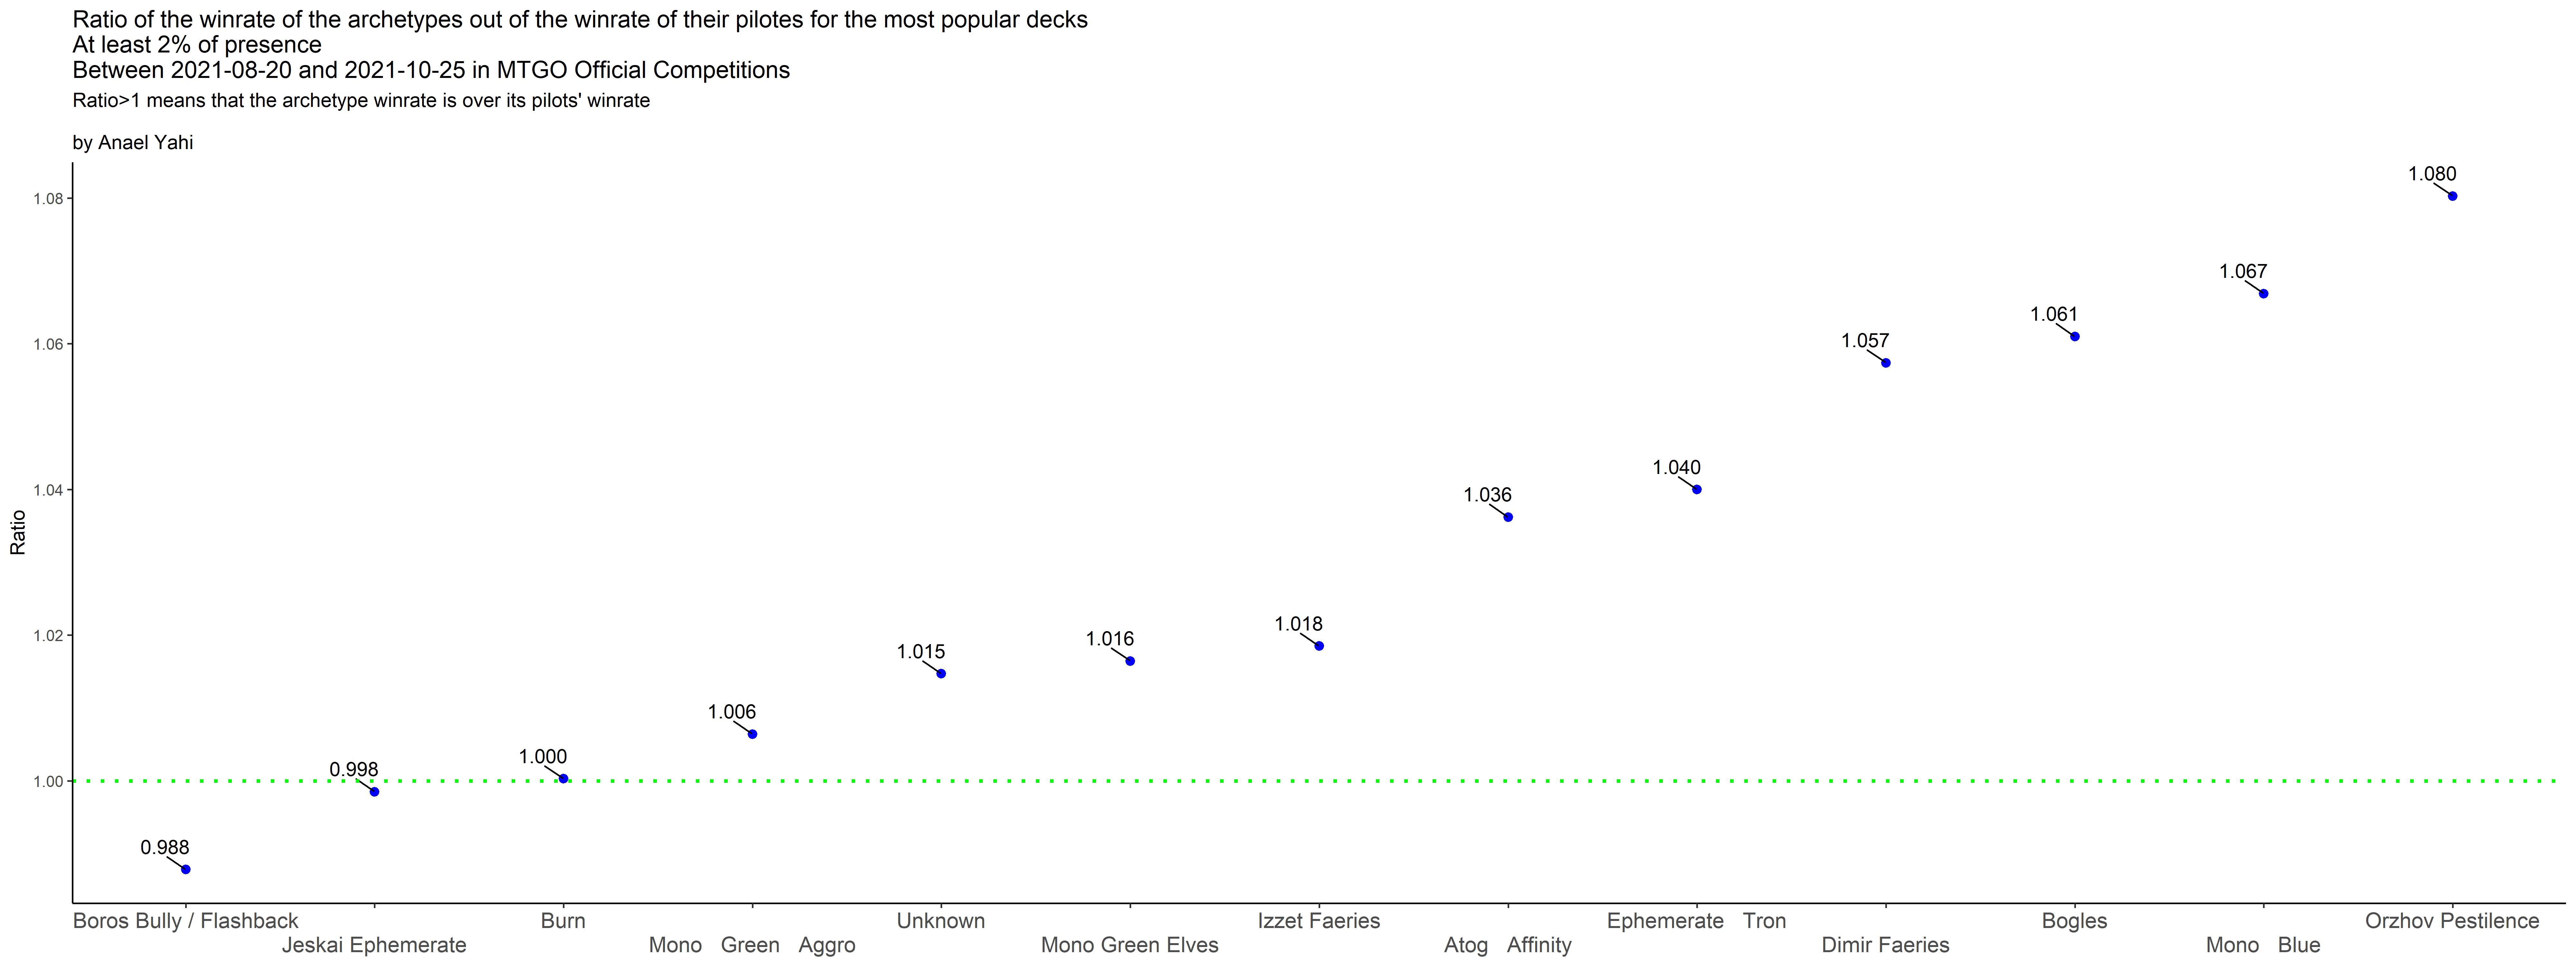 Ratio of the winrate of the archetypes out of the winrate of their pilotes for the most popular decks
At least 2% of presence
Between 2021-08-20 and 2021-10-25 in MTGO Official Competitions
Ratio>1 means that the archetype winrate is over its pilots' winrate
by Anael Yahi
Ratio
1.08
1.06
1.04
1.02
1.00
0.988
0.998
1.000
1.006
1.015
1.016
1.018
1.036
1.040
1.057
1.061
1.067
1.080
Boros Bully / Flashback
Jeskai Ephemerate
Burn
Mono Green Aggro
Unknown
Mono Green Elves
Izzet Faeries
Atog Affinity
Ephemerate Tron
Dimir Faeries
Bogles
Mono Blue
Orzhov Pestilence